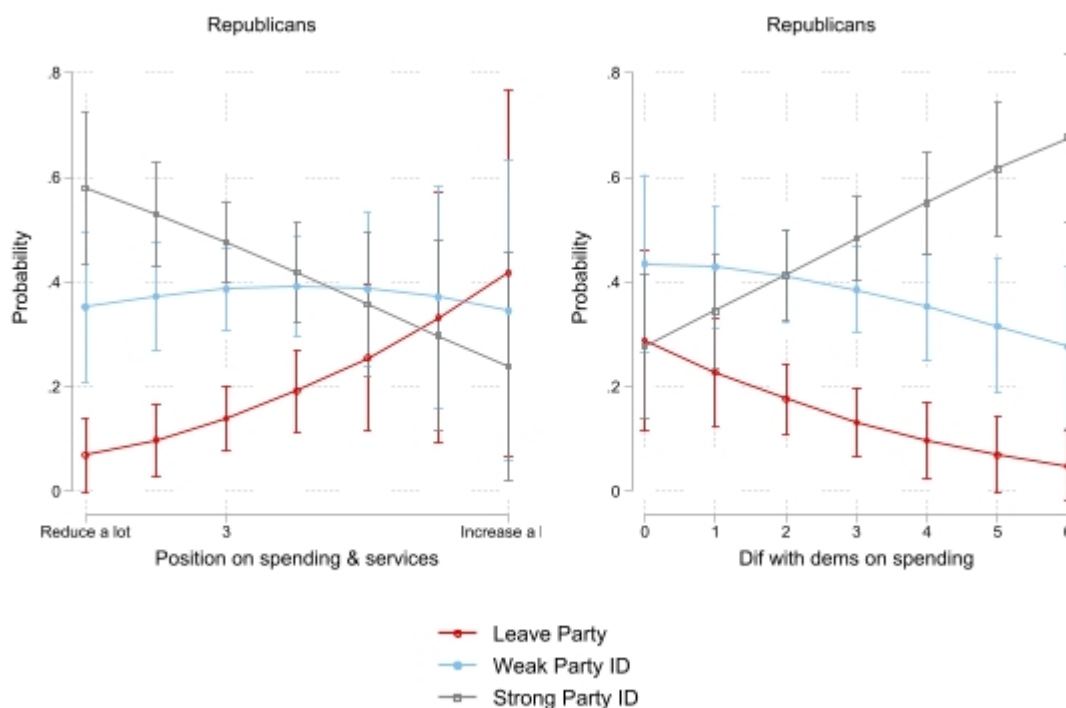 Republicans
.8
.6
.4
.2
0
Probability
Reduce a lot
3
Increase a l
Position on spending & services
Republicans
.8
.6
.4
.2
0
Probability
0
1
2
3
4
5
6
Dif with dems on spending
Leave Party
Weak Party ID
Strong Party ID